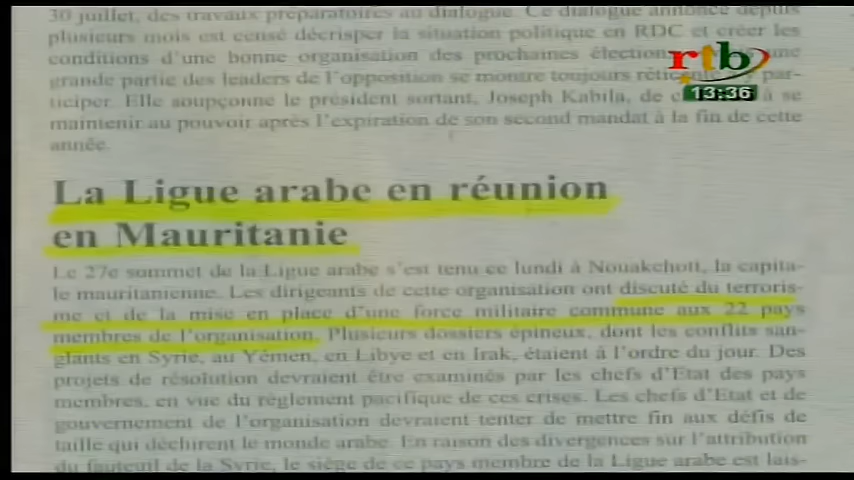 30 juillet, des travaux préparatoires au dialogue. Ce dialogue annoncé depuis
plusieurs mois est censé décrisper la situation politique en RDC et créer les
conditions d'une bonne organisation des prochaines élection une
grande partie des leaders de l'opposition se montre toujours par-
ticiper. Elle soupçonne le président sortant, Joseph Kabila, de à se
maintenir au pouvoir après l'expiration de son second mandat à la fin de cette
année.
rtb
13:36
La Ligue arabe en réunion
en Mauritanie
Le 27e sommet de la Ligue arabe s'est tenu ce lundi à Nouakchott, la capita-
le mauritanienne. Les dirigeants de cette organisation ont discuté du terroris-
me et de la mise en place d'une force militaire commune aux 22 pays
membres de l'organisation. Plusieurs dossiers épineux, dont les conflits san-
glants en Syrie, au Yémen, en Libye et en Irak, étaient à l'ordre du jour. Des
projets de résolution devraient être examinés par les chefs d'Etat des pays
membres, en vue du règlement pacifique de ces crises. Les chefs d'Etat et de
gouvernement de l'organisation devraient tenter de mettre fin aux défis de
taille qui déchirent le monde arabe. En raison des divergences sur l'attribution
du fauteuil de la Syrie, le siège de ce pays membre de la Ligue arabe est lais-